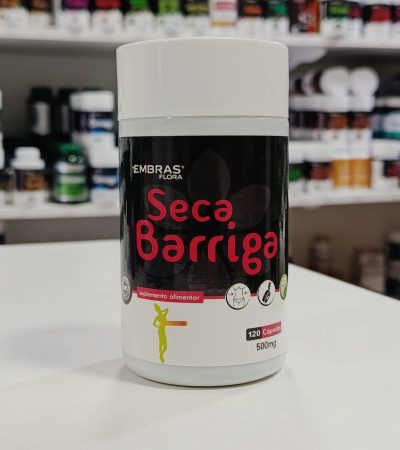 EMBRAS®
FLORA
Seca
Barriga
suplemento alimentar
120 Cápsulas
500mg